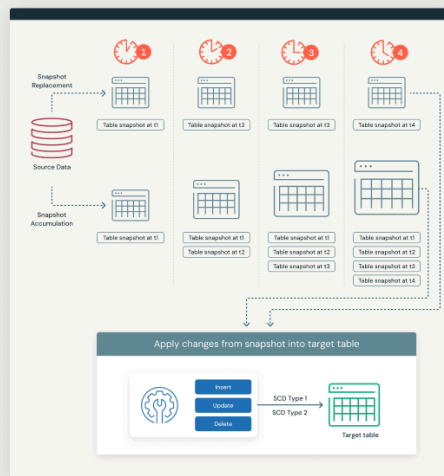 1
2
3
4
Snapshot
Replacement
Table snapshot at t1
Table snapshot at t2
Table snapshot at t3
Table snapshot at t4
Source Data
Snapshot
Accumulation
Table snapshot at t1
Table snapshot at t1
Table snapshot at t2
Table snapshot at t1
Table snapshot at t2
Table snapshot at t3
Table snapshot at t1
Table snapshot at t2
Table snapshot at t3
Table snapshot at t4
Apply changes from snapshot into target table
Insert
Update
Delete
SCD Type 1
SCD Type 2
Target table